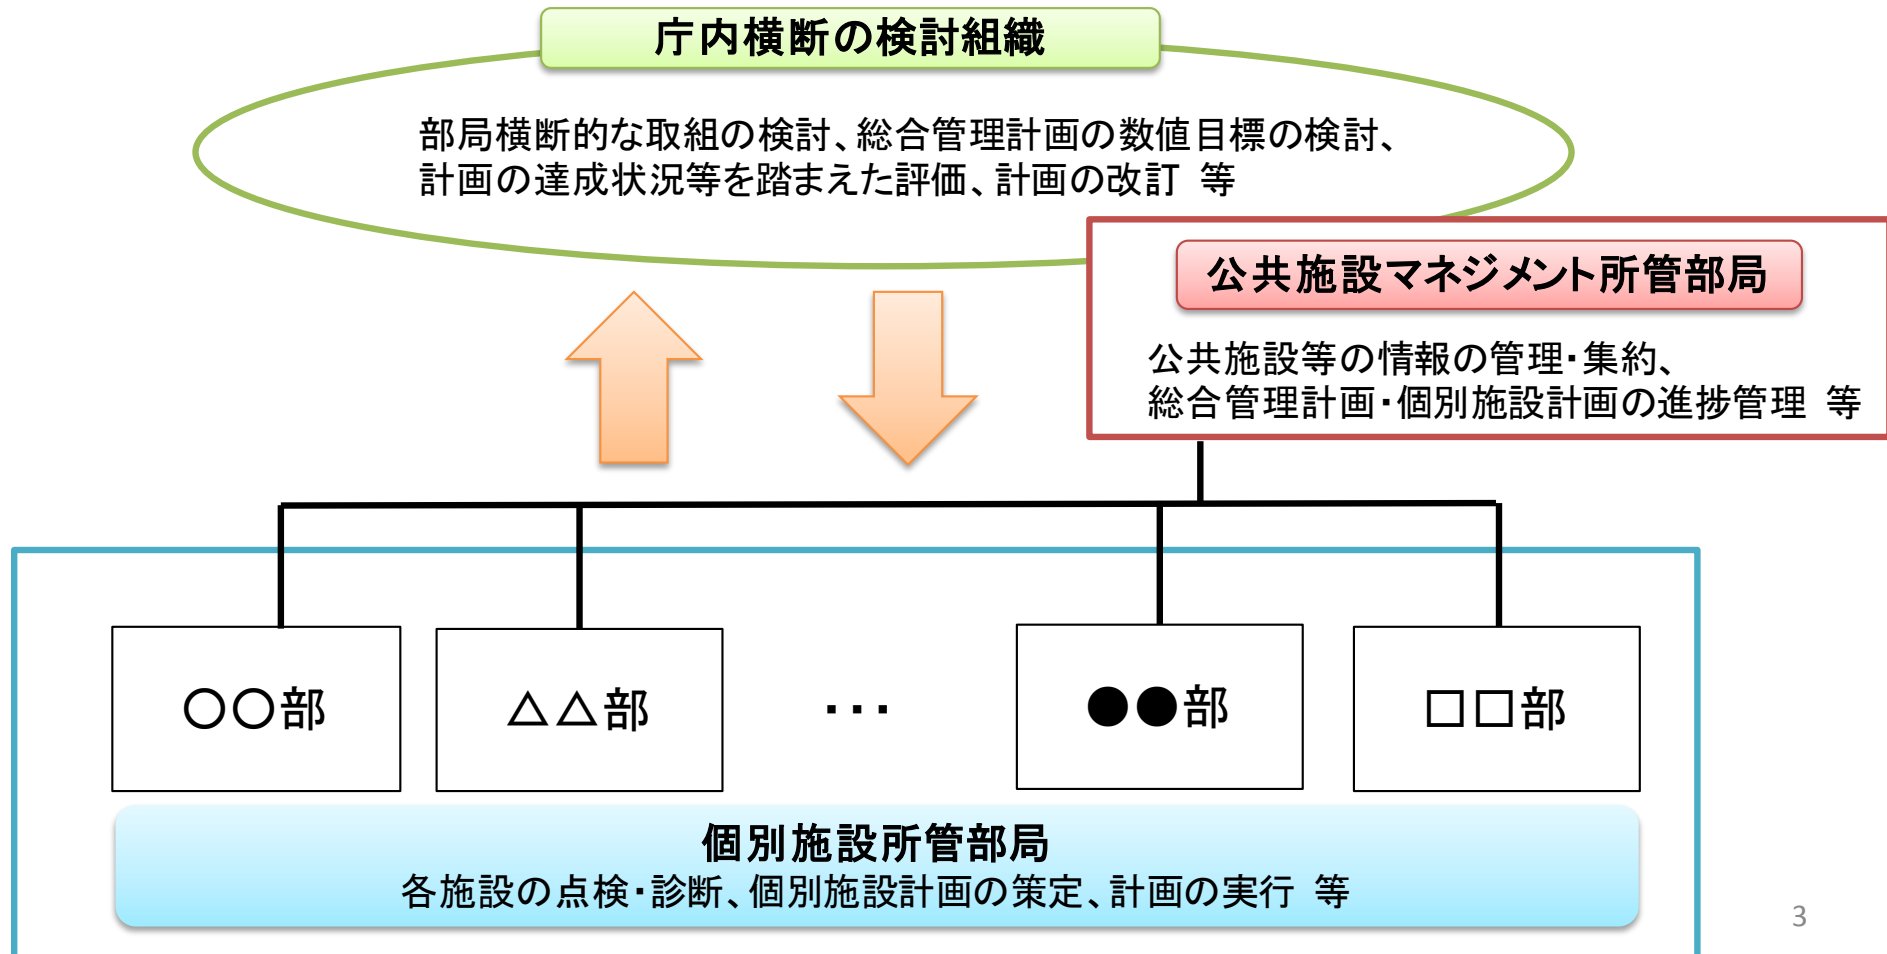 庁内横断の検討組織
部局横断的な取組の検討、総合管理計画の数値目標の検討、
計画の達成状況等を踏まえた評価、計画の改訂 等
公共施設マネジメント所管部局
公共施設等の情報の管理・集約、
総合管理計画・個別施設計画の進捗管理 等
○○部
△△部
・・・
●●部
□□部
個別施設所管部局
各施設の点検・診断、個別施設計画の策定、計画の実行 等
3